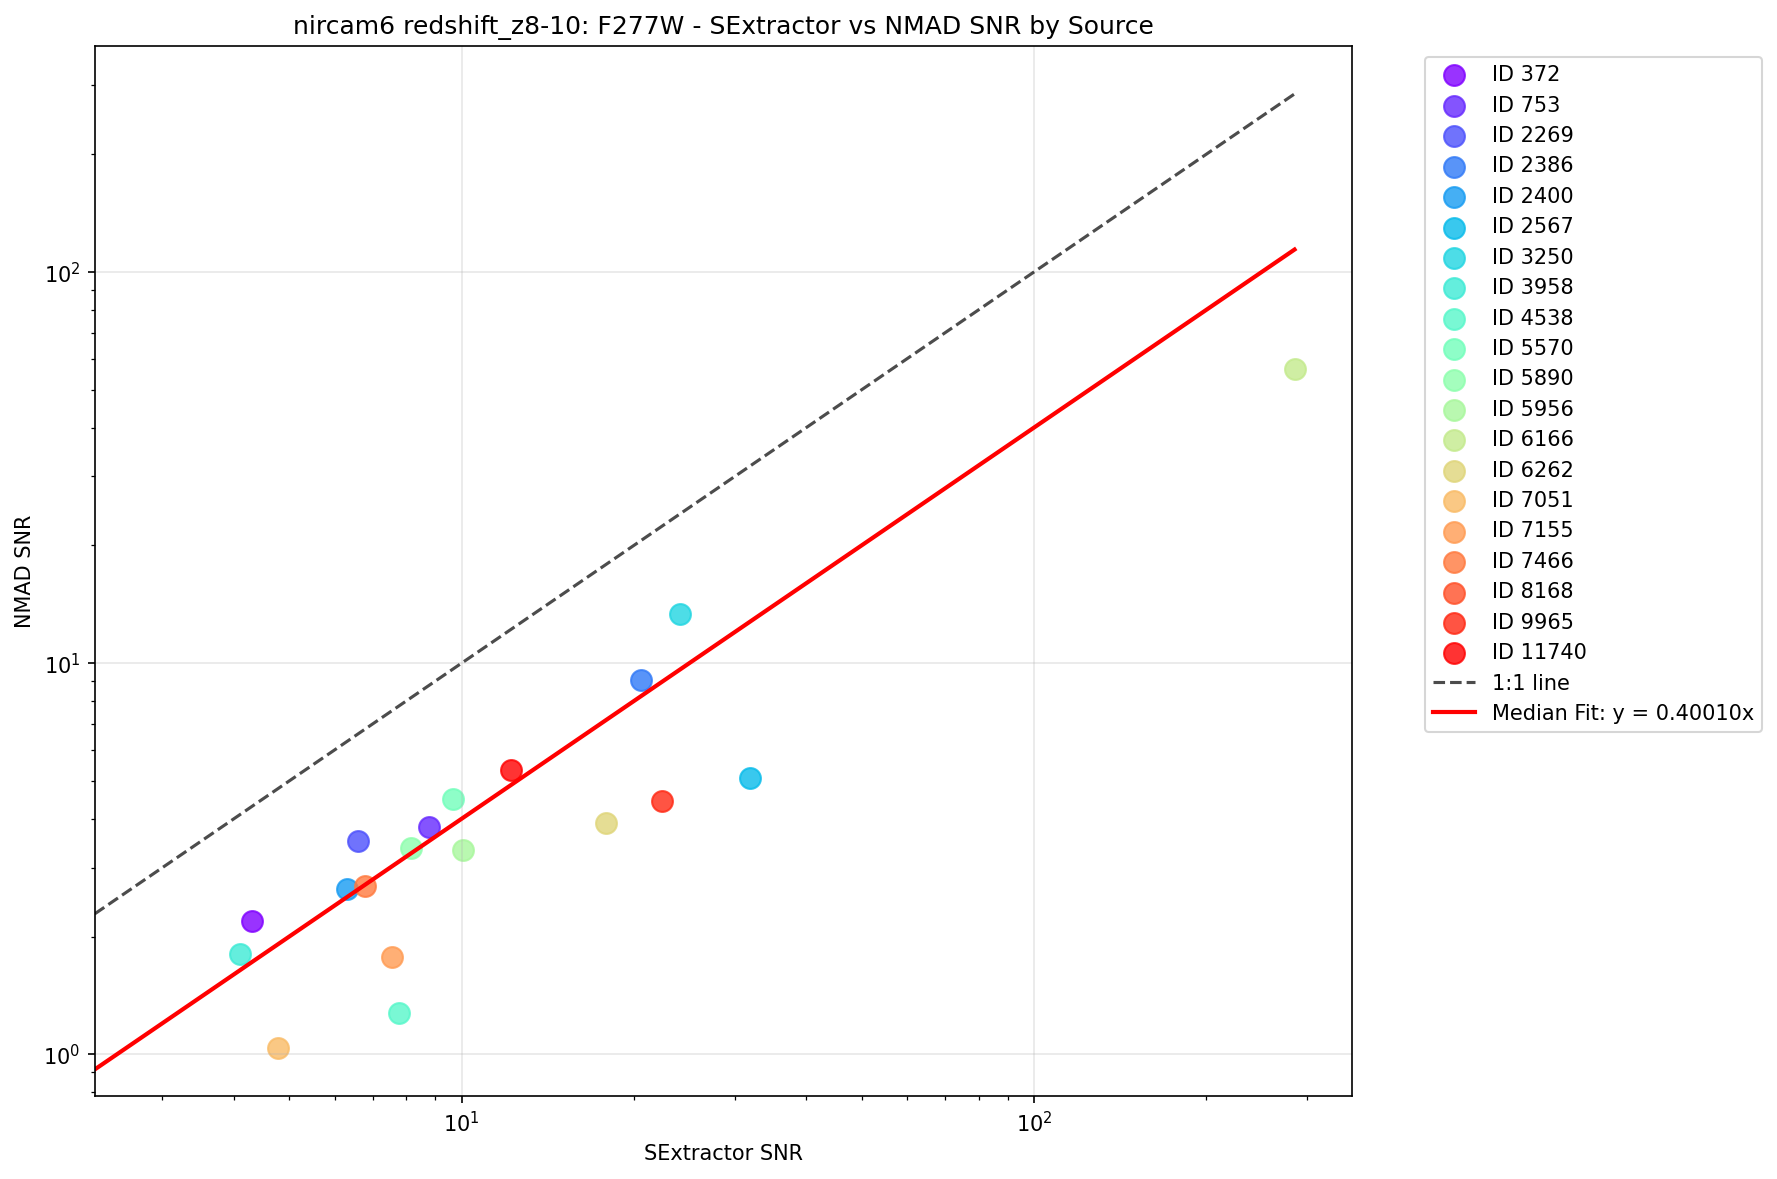 nircam6 redshift_z8-10: F277W - SExtractor vs NMAD SNR by Source
NMAD SNR
10²
10¹
10⁰
10¹
10²
SExtractor SNR
ID 372
ID 753
ID 2269
ID 2386
ID 2400
ID 2567
ID 3250
ID 3958
ID 4538
ID 5570
ID 5890
ID 5956
ID 6166
ID 6262
ID 7051
ID 7155
ID 7466
ID 8168
ID 9965
ID 11740
1:1 line
Median Fit: y = 0.40010x